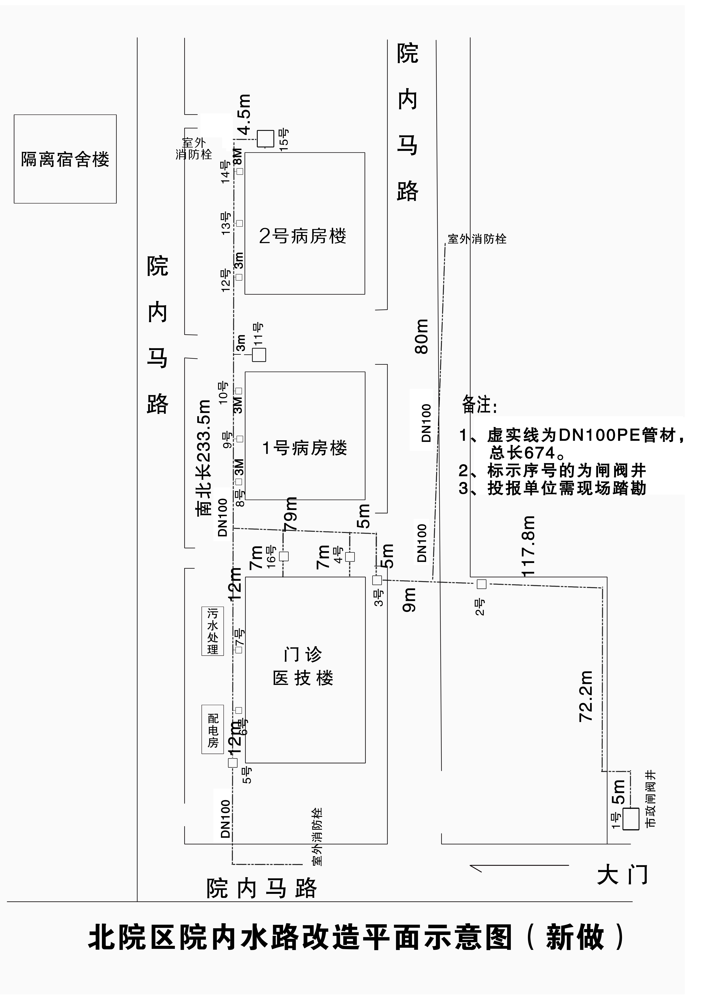 院内马路
4.5m
15号
隔离宿舍楼
室外
消防栓
8M
14号
13号
2号病房楼
室外消防栓
3m
12号
院内马路
80m
11号
3m
10号
3M
DN100
备注：
南北长233.5m
9号
1号病房楼
1、虚实线为DN100PE管材，
总长674。
2、标示序号的为闸阀井
3、投报单位需现场踏勘
3M
8号
DN100
79m
5m
DN100
117.8m
7m
16号
7m
4号
5m
12m
3号
9m
2号
污水处理
7号
门诊
医技楼
72.2m
配电房
6号
12m
5号
DN100
室外消防栓
5m
1号
市政闸阀井
院内马路
大门
北院区院内水路改造平面示意图（新做）